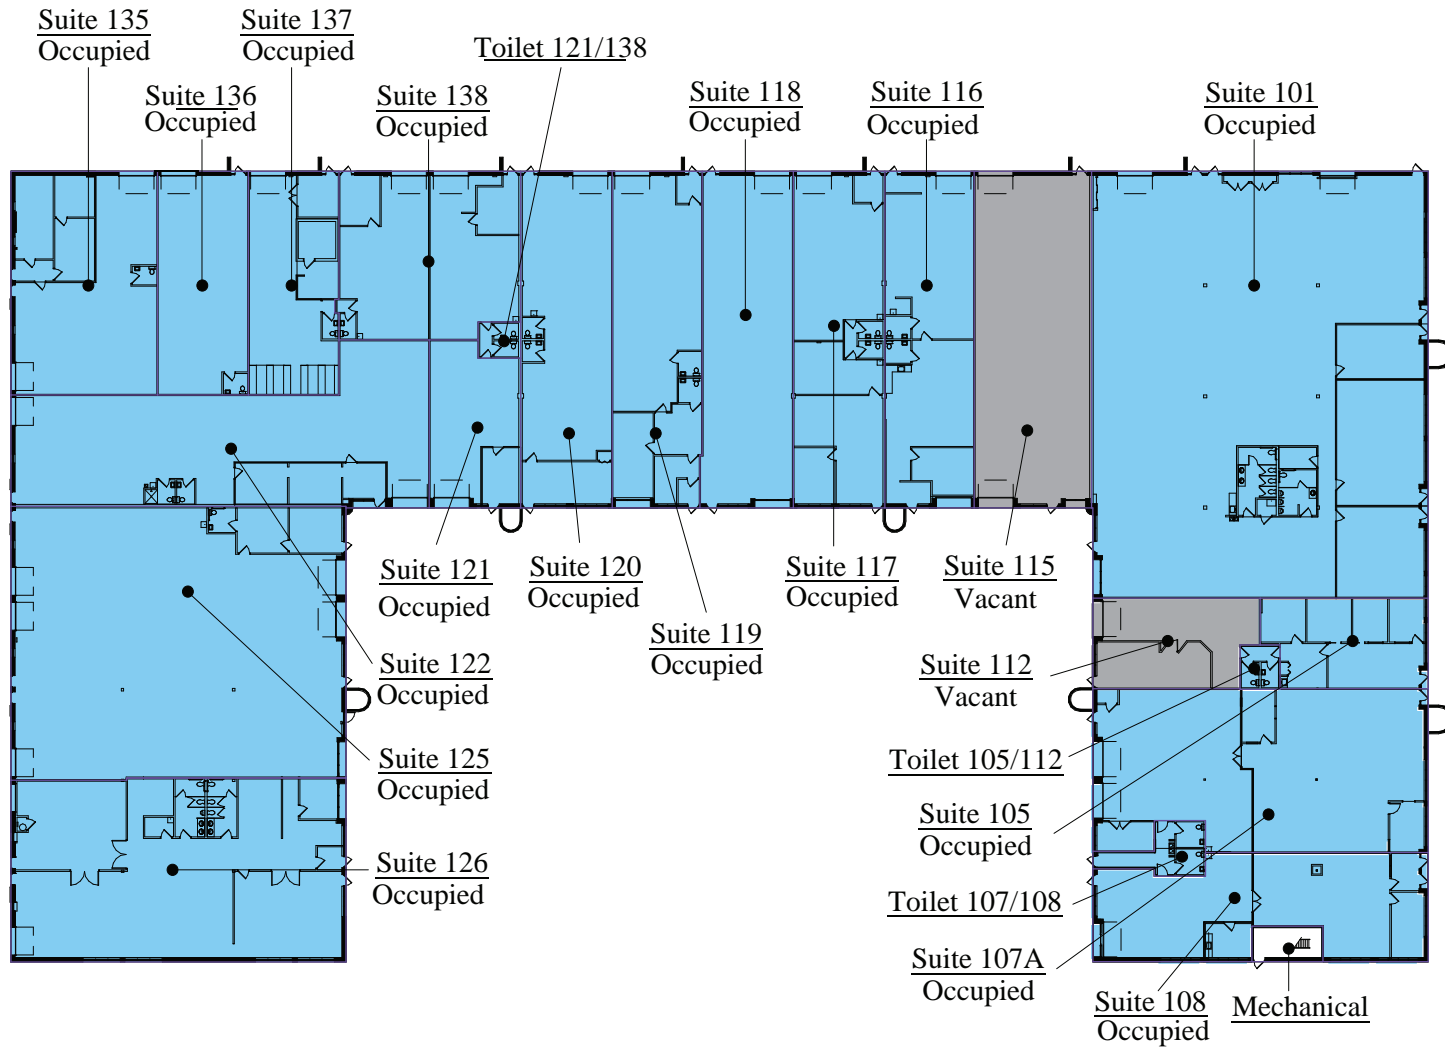 Suite 135
Occupied
Suite 137
Occupied
Toilet 121/138
Suite 136
Occupied
Suite 138
Occupied
Suite 118
Occupied
Suite 116
Occupied
Suite 101
Occupied
Suite 121
Occupied
Suite 120
Occupied
Suite 117
Occupied
Suite 115
Vacant
Suite 119
Occupied
Suite 122
Occupied
Suite 112
Vacant
Suite 125
Occupied
Toilet 105/112
Suite 105
Occupied
Suite 126
Occupied
Toilet 107/108
Suite 107A
Occupied
Suite 108
Occupied
Mechanical